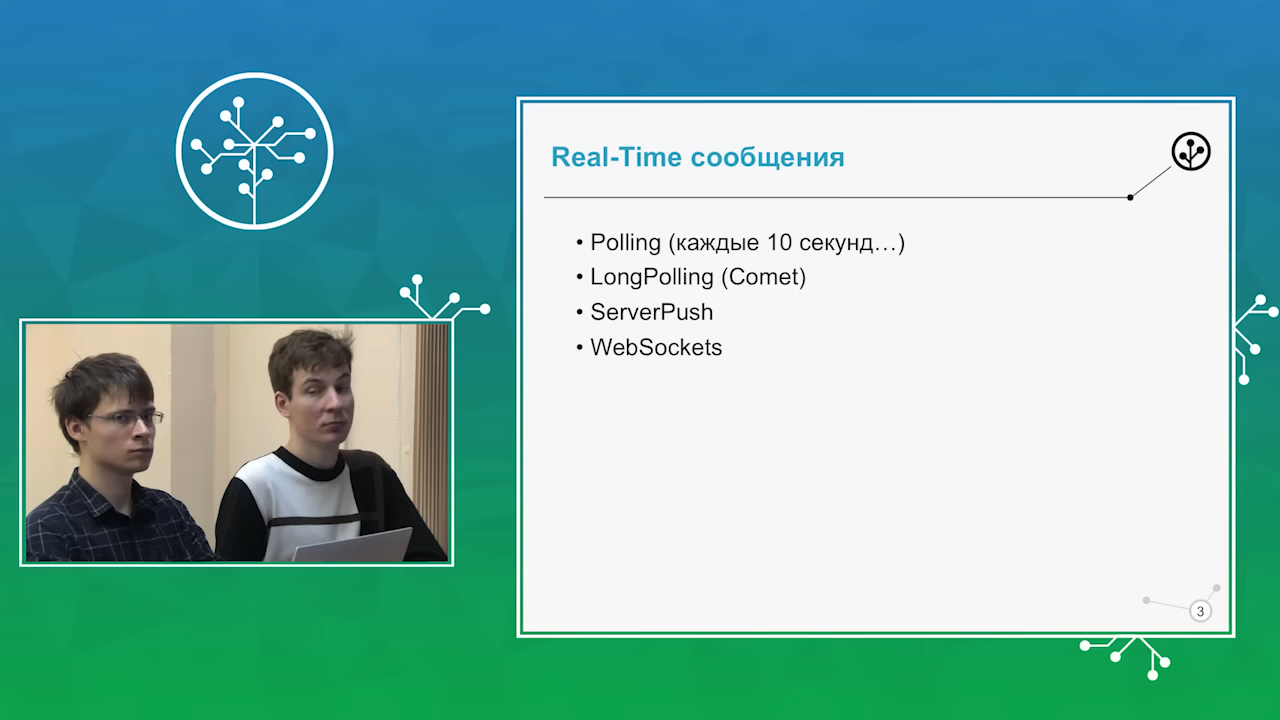 Real-Time сообщения
• Polling (каждые 10 секунд…)
• LongPolling (Comet)
• ServerPush
• WebSockets
3